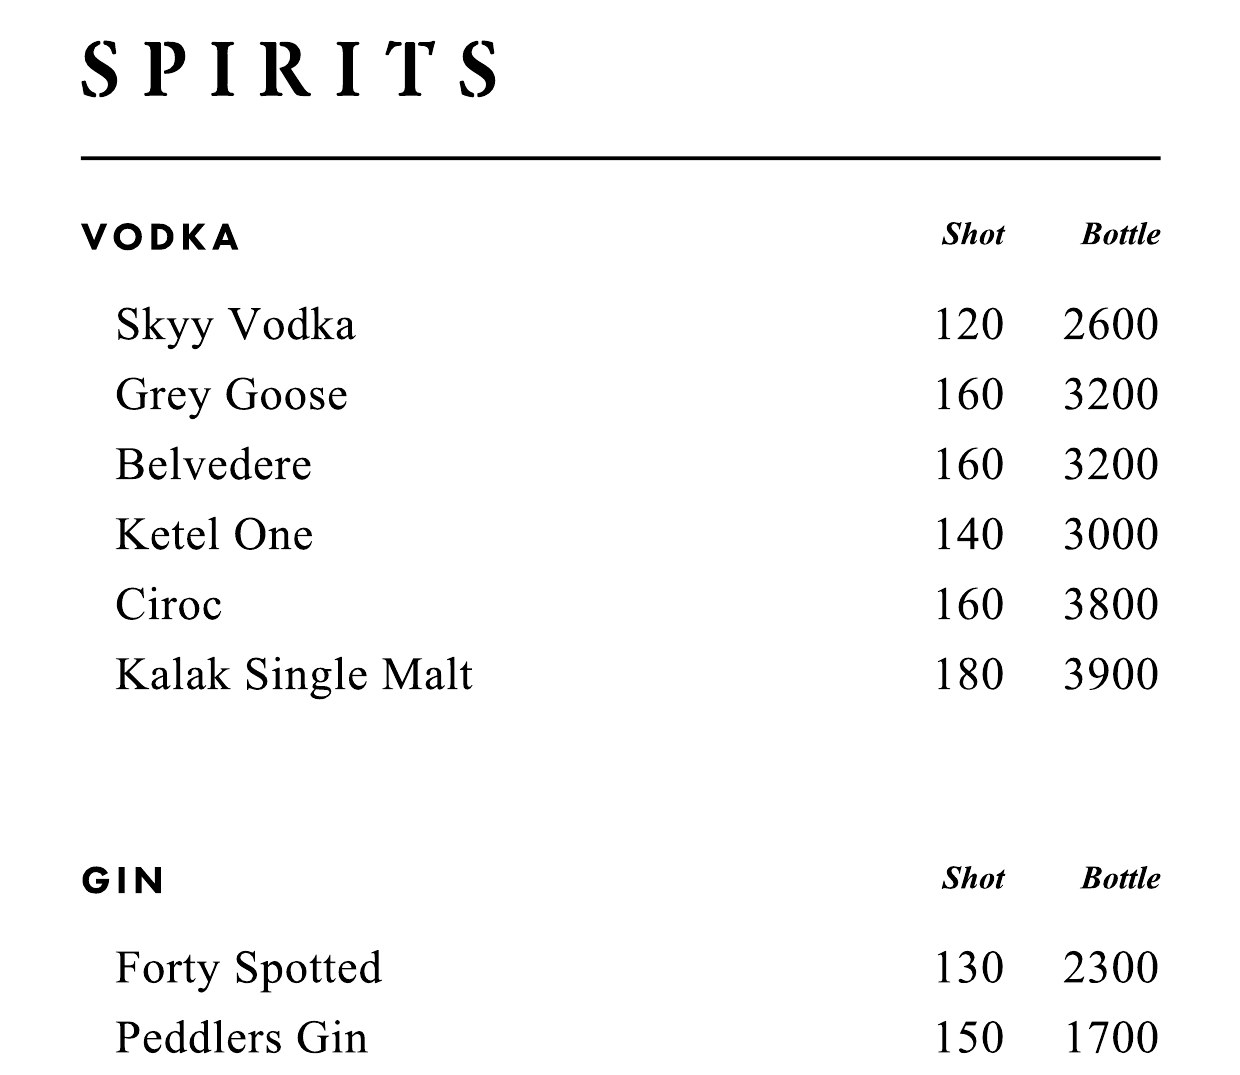 SPIRITS
VODKA Shot Bottle
Skyy Vodka 120 2600
Grey Goose 160 3200
Belvedere 160 3200
Ketel One 140 3000
Ciroc 160 3800
Kalak Single Malt 180 3900
GIN Shot Bottle
Forty Spotted 130 2300
Peddlers Gin 150 1700